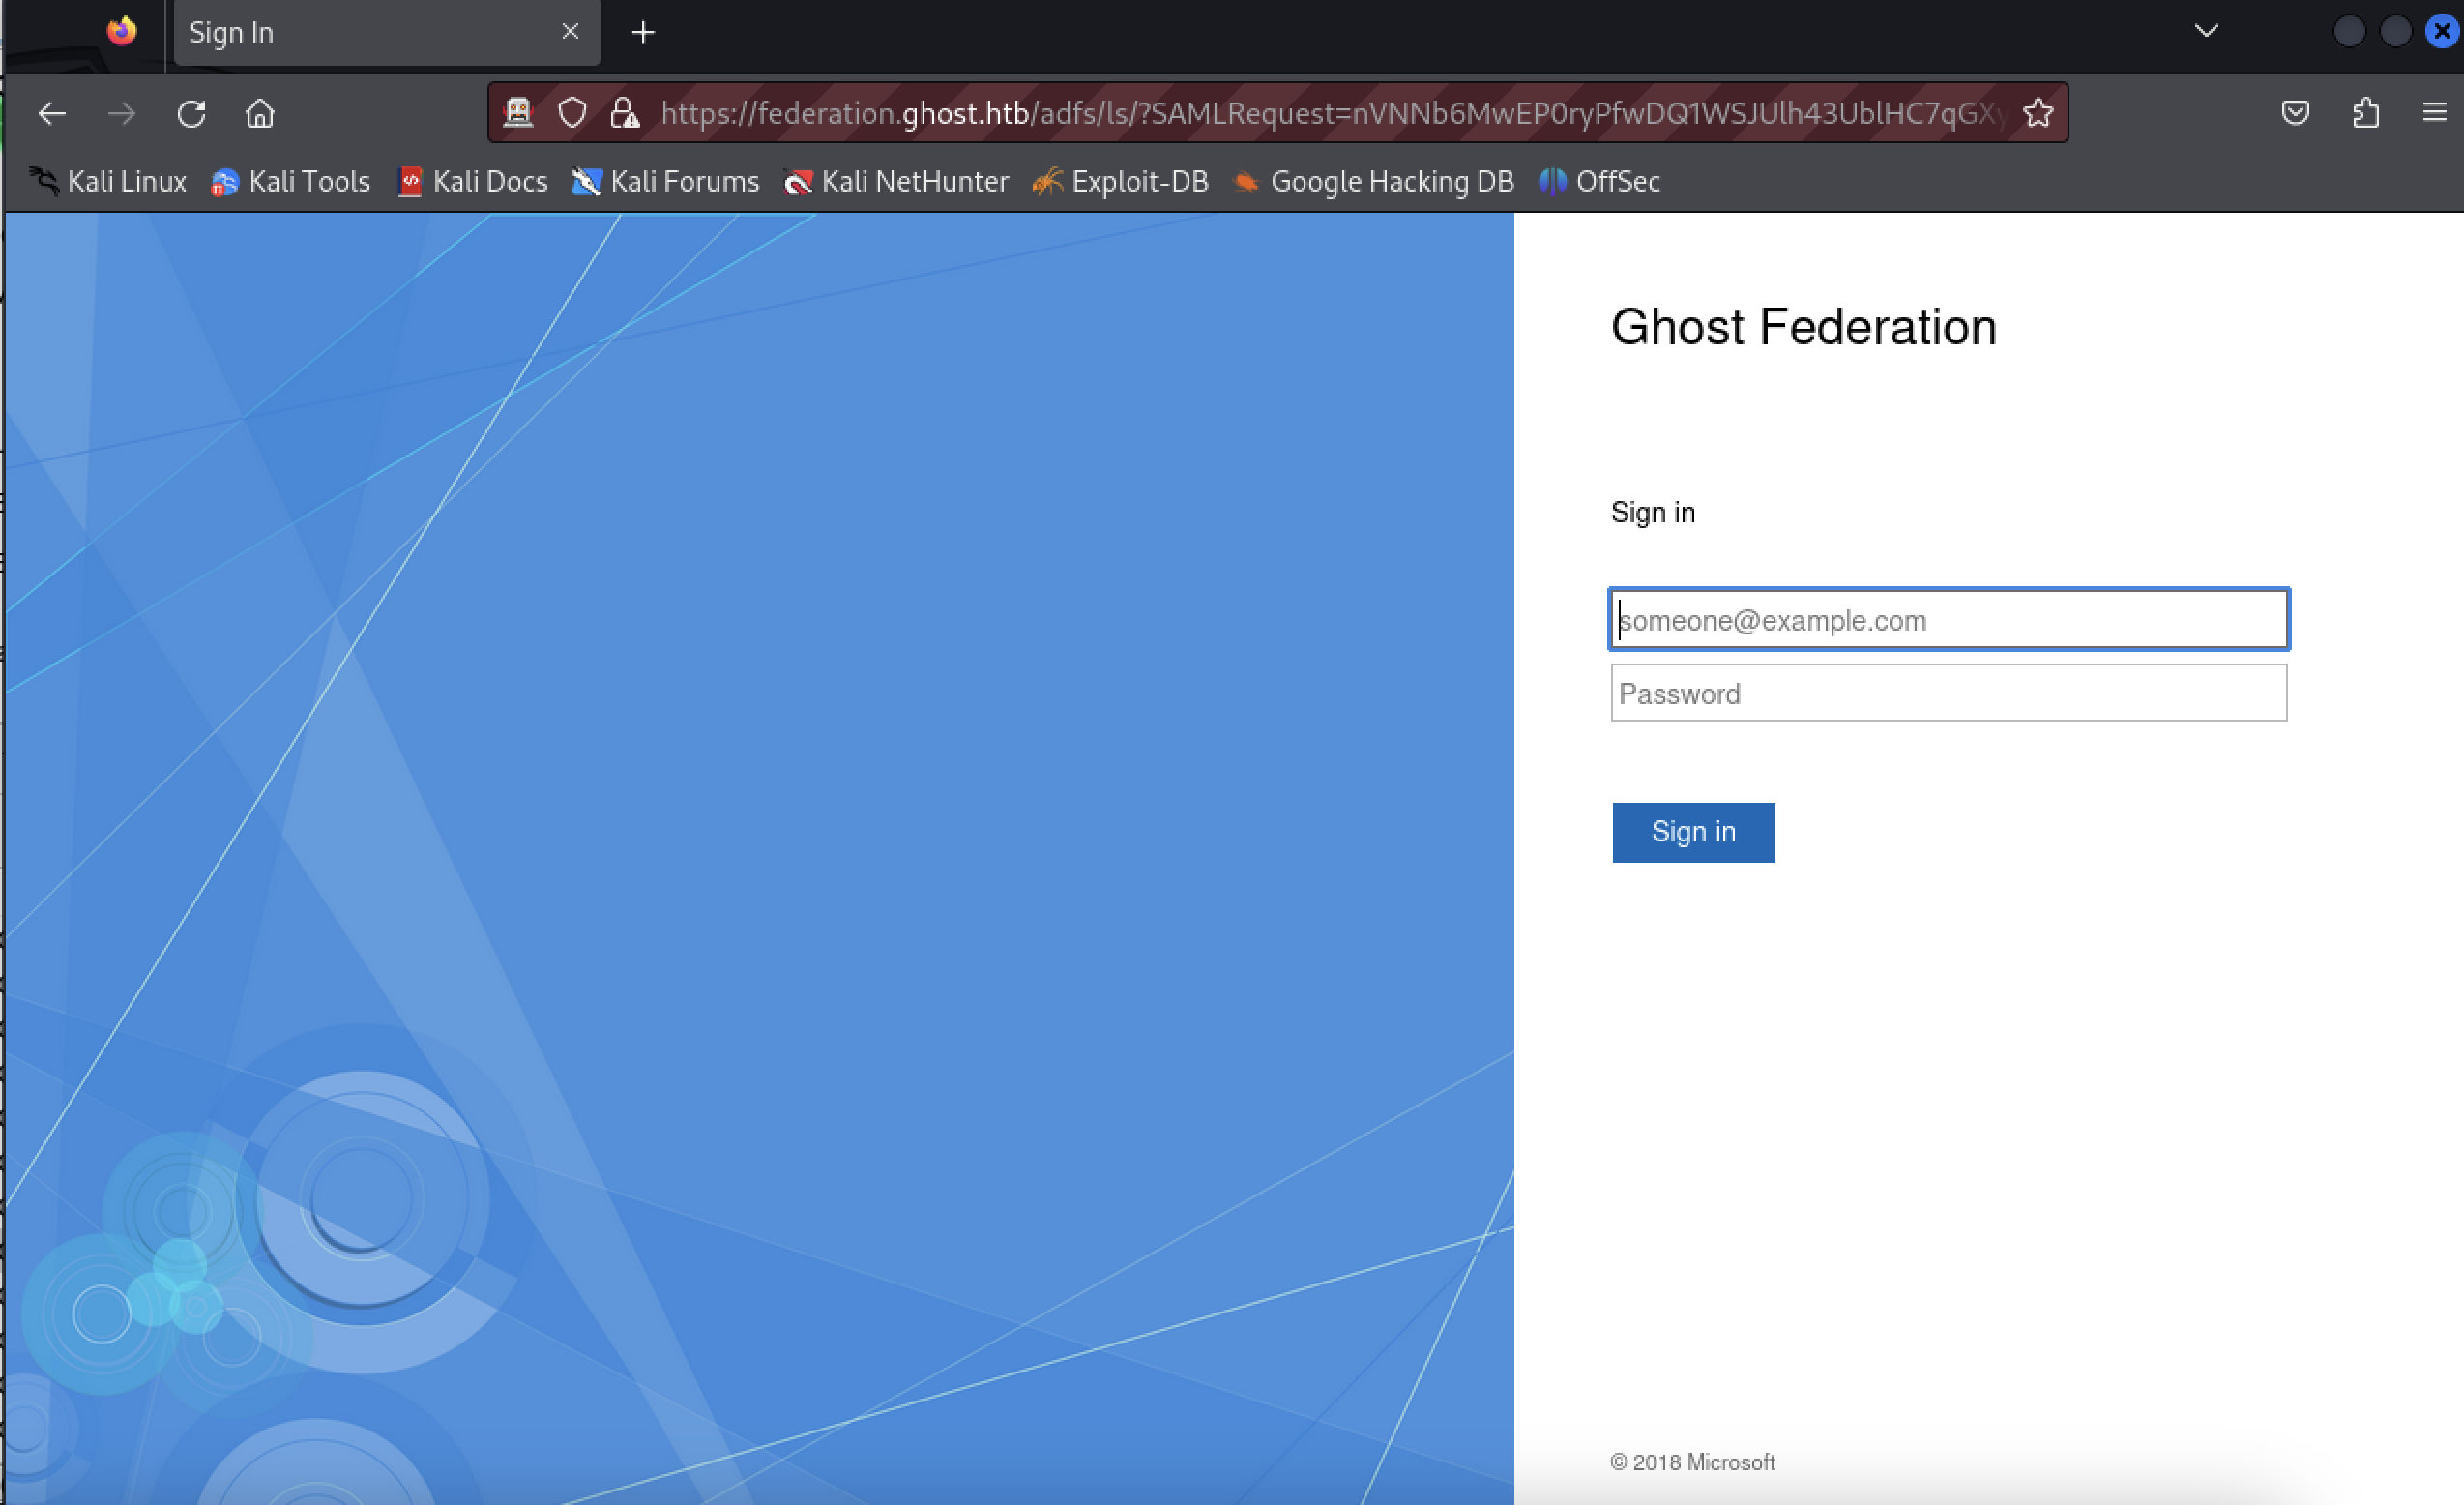 Sign In
https://federation.ghost.htb/adfs/ls/?SAMLRequest=nVNNb6MwEP0ryPfwDQ1WSJUlh43UblHC7qGX
Kali Linux Kali Tools Kali Docs Kali Forums Kali NetHunter Exploit-DB Google Hacking DB OffSec
Ghost Federation
Sign in
someone@example.com
Password
Sign in
© 2018 Microsoft